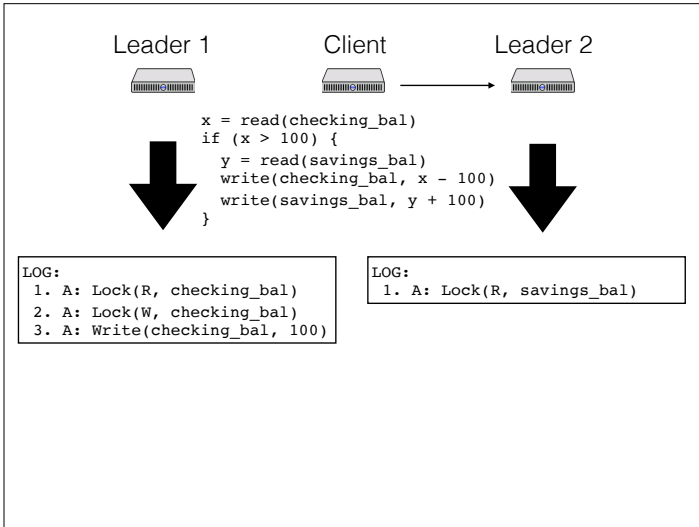 Leader 1
Client
Leader 2
x = read(checking_bal)
if (x > 100) {
  y = read(savings_bal)
  write(checking_bal, x - 100)
  write(savings_bal, y + 100)
}
LOG:
1. A: Lock(R, checking_bal)
2. A: Lock(W, checking_bal)
3. A: Write(checking_bal, 100)
LOG:
1. A: Lock(R, savings_bal)